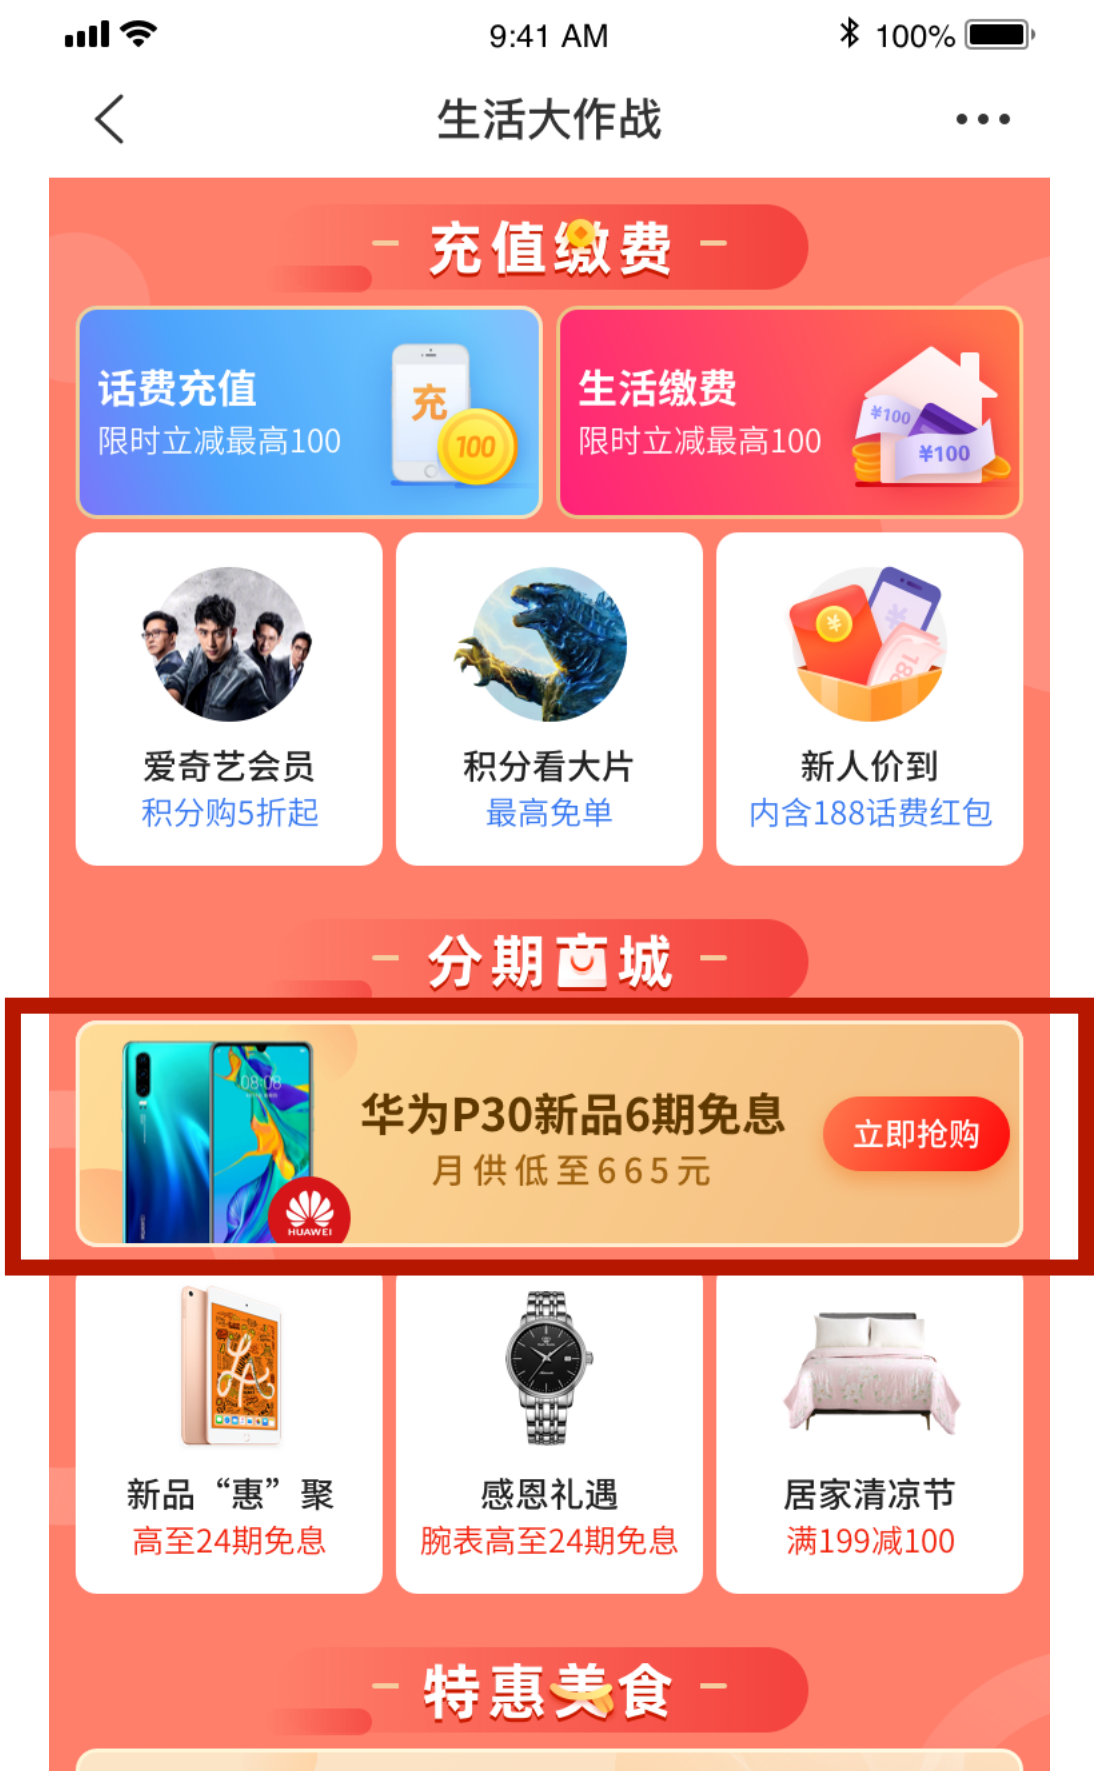 9:41 AM
100%
生活大作战
充值缴费
话费充值
限时立减最高100
充
100
生活缴费
限时立减最高100
¥100
¥100
爱奇艺会员
积分购5折起
积分看大片
最高免单
新人价到
内含188话费红包
分期商城
08:08
华为P30新品6期免息
月供低至665元
立即抢购
HUAWEI
新品“惠”聚
高至24期免息
感恩礼遇
腕表高至24期免息
居家清凉节
满199减100
特惠美食